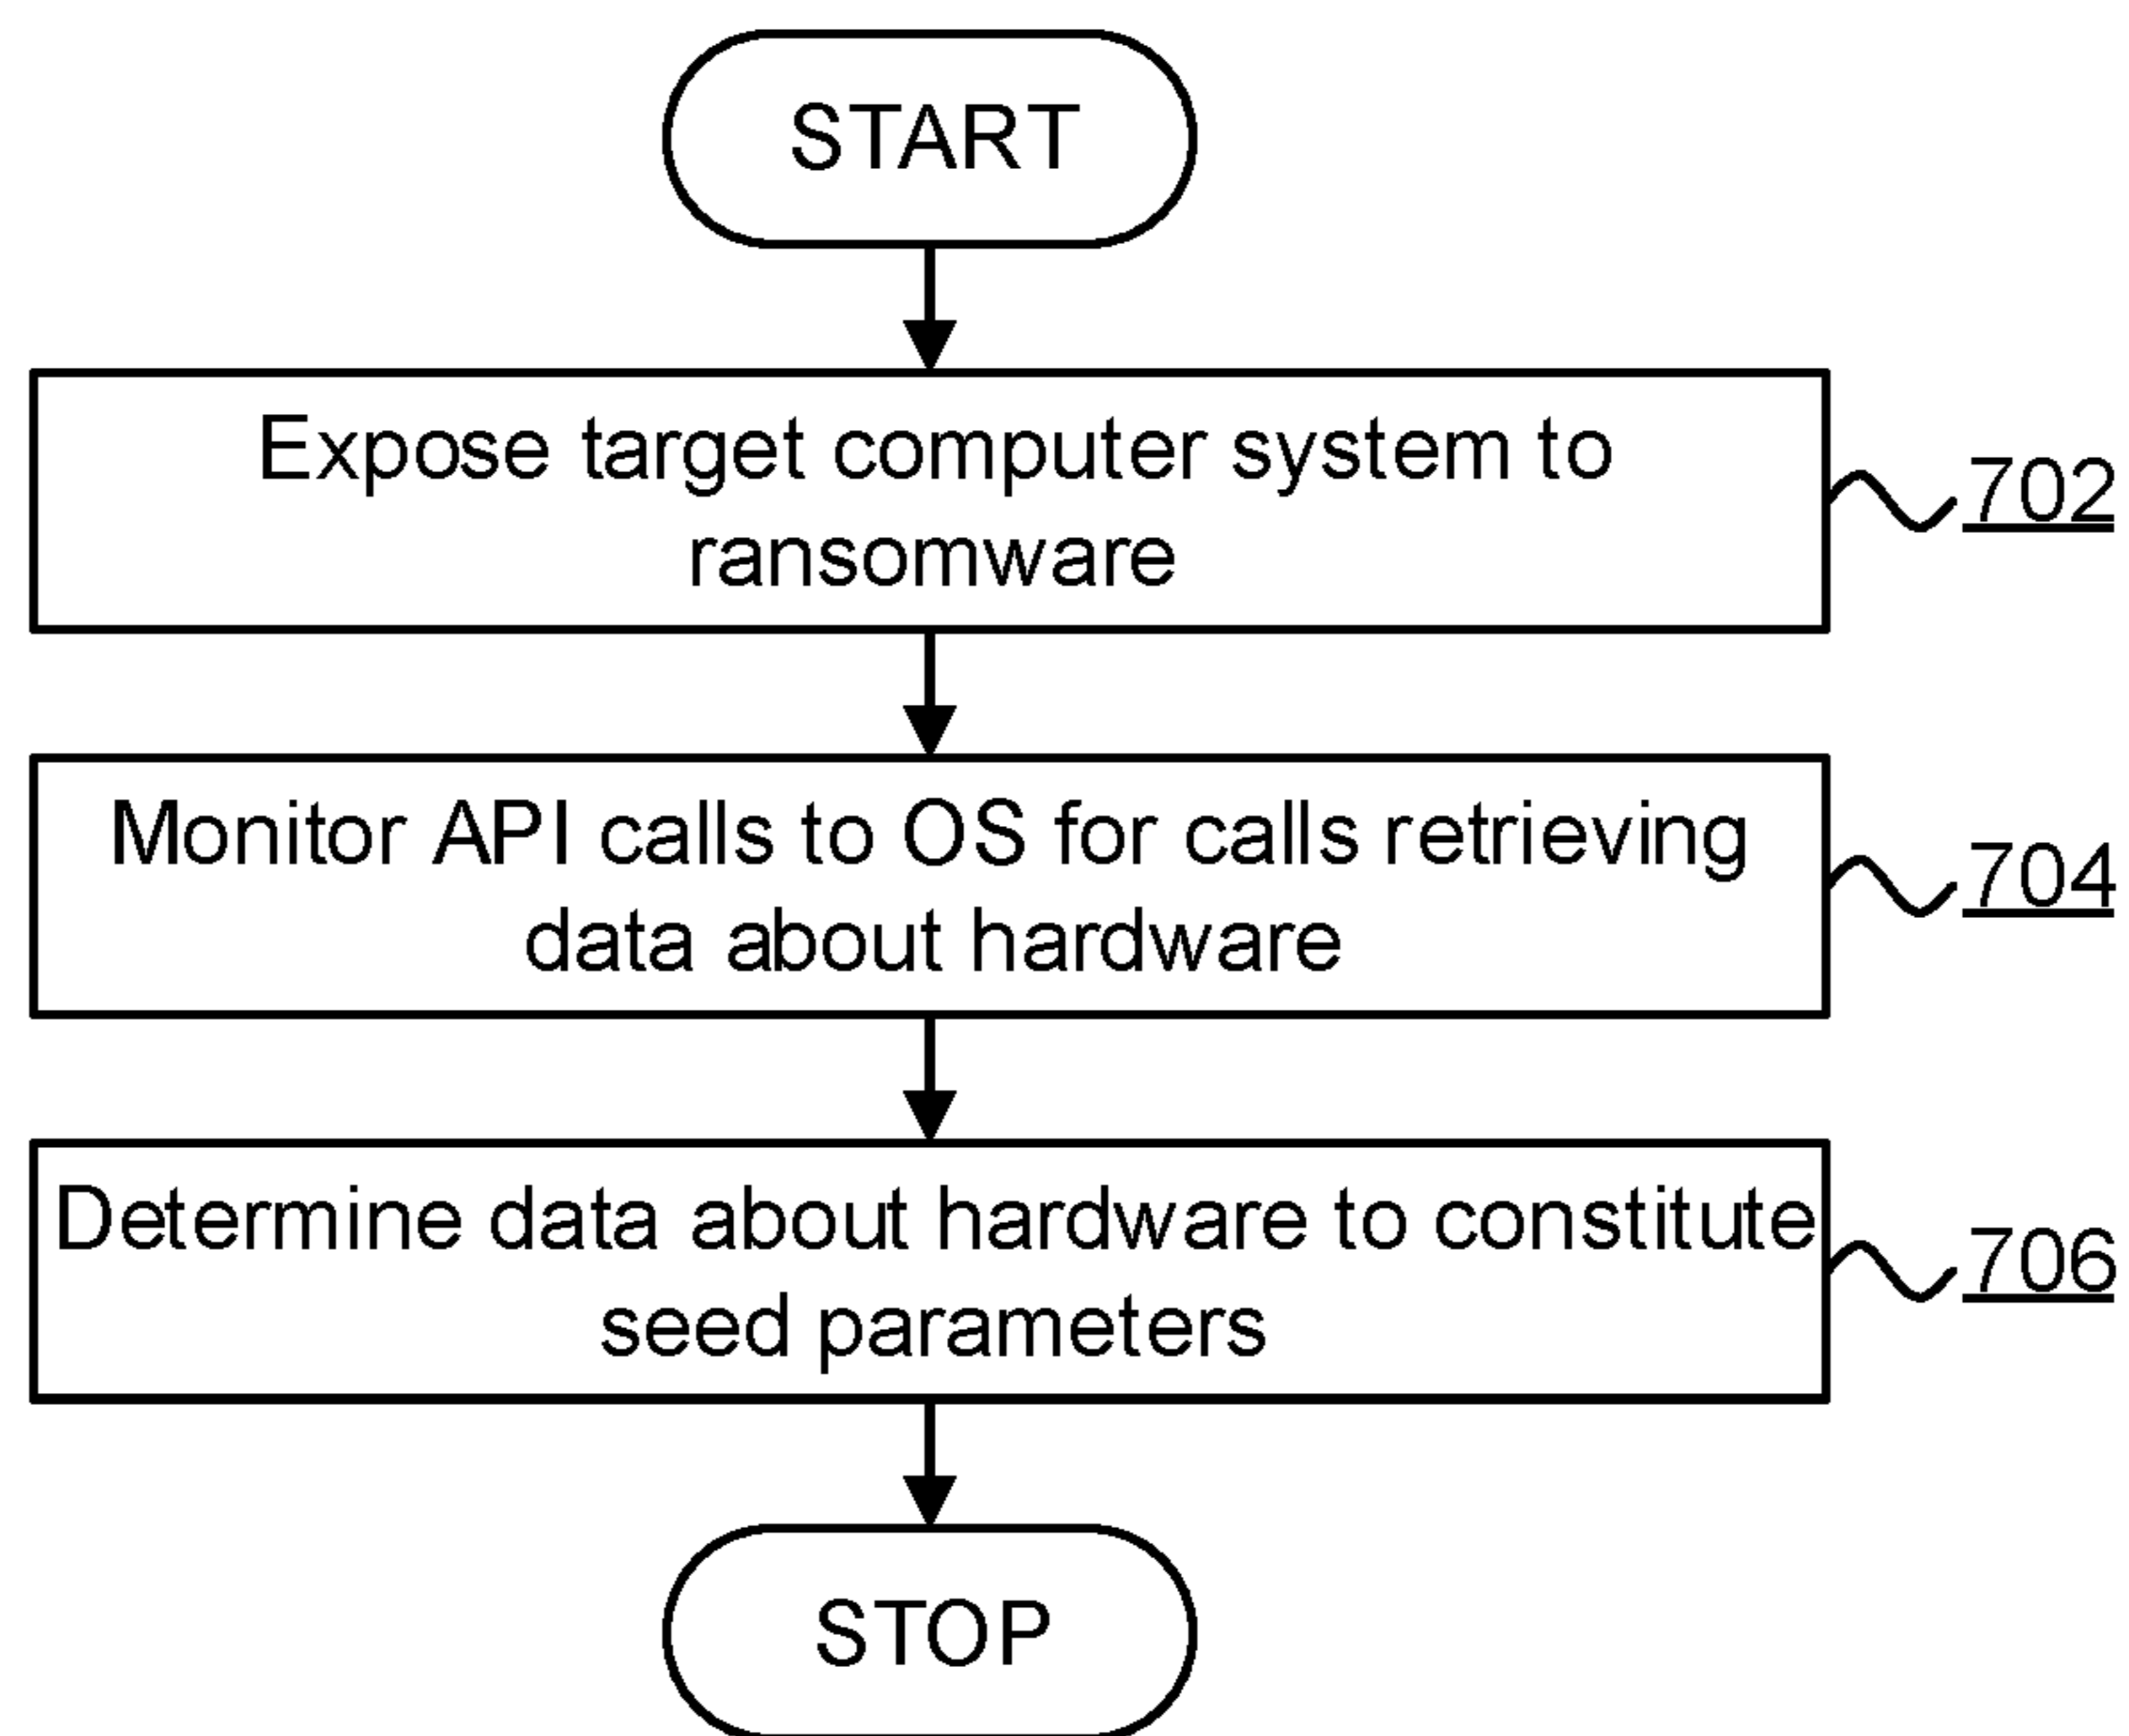 START
Expose target computer system to
ransomware
702
Monitor API calls to OS for calls retrieving
data about hardware
704
Determine data about hardware to constitute
seed parameters
706
STOP